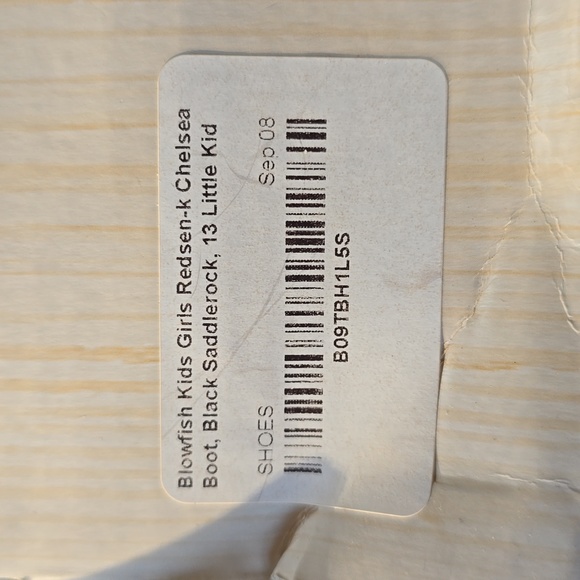 Blowfish Kids Girls Redsen-k Chelsea
Boot, Black Saddlerock, 13 Little Kid
SHOES Sep 08
B09TBH1L5S